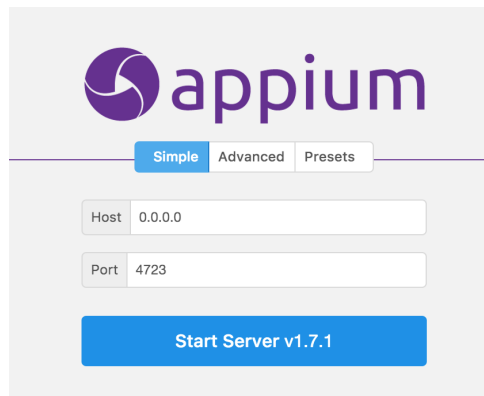 appium
Simple Advanced Presets
Host 0.0.0.0
Port 4723
Start Server v1.7.1